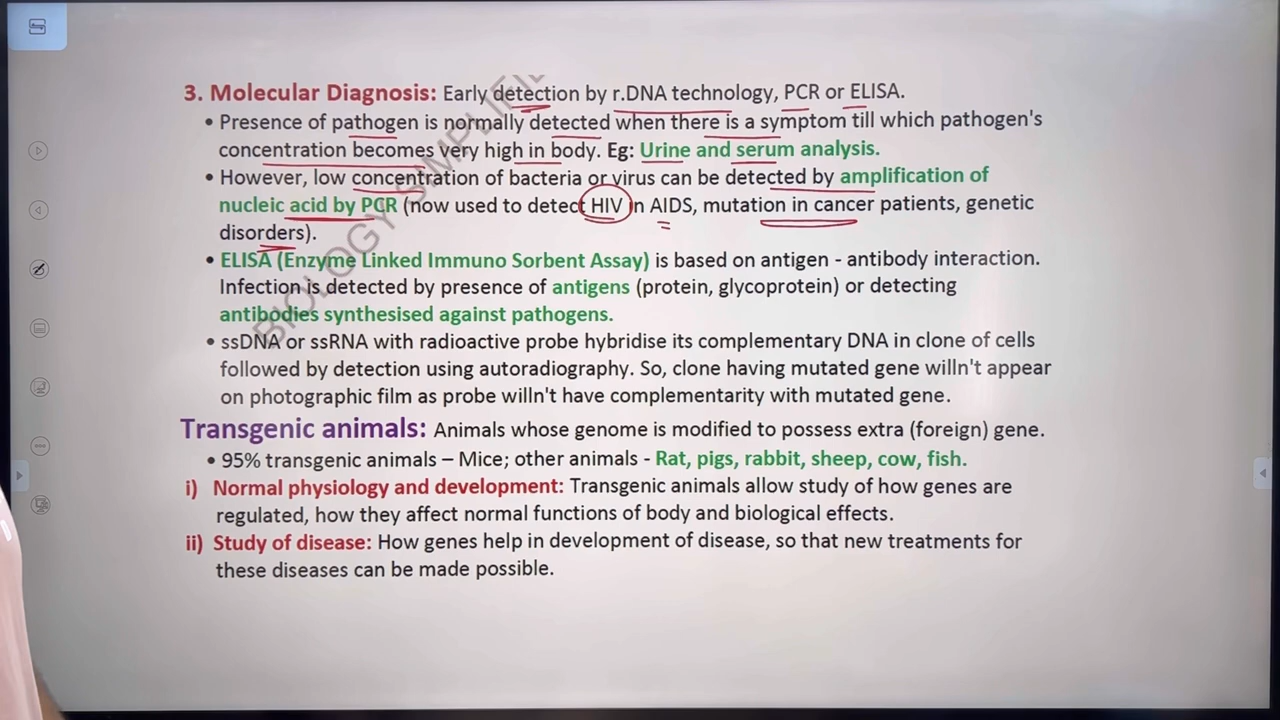 3. Molecular Diagnosis: Early detection by r.DNA technology, PCR or ELISA.
• Presence of pathogen is normally detected when there is a symptom till which pathogen's
concentration becomes very high in body. Eg: Urine and serum analysis.
• However, low concentration of bacteria or virus can be detected by amplification of
nucleic acid by PCR (now used to detect HIV in AIDS, mutation in cancer patients, genetic
disorders).
• ELISA (Enzyme Linked Immuno Sorbent Assay) is based on antigen - antibody interaction.
Infection is detected by presence of antigens (protein, glycoprotein) or detecting
antibodies synthesised against pathogens.
• ssDNA or ssRNA with radioactive probe hybridise its complementary DNA in clone of cells
followed by detection using autoradiography. So, clone having mutated gene willn't appear
on photographic film as probe willn't have complementarity with mutated gene.
Transgenic animals: Animals whose genome is modified to possess extra (foreign) gene.
• 95% transgenic animals – Mice; other animals - Rat, pigs, rabbit, sheep, cow, fish.
i) Normal physiology and development: Transgenic animals allow study of how genes are
regulated, how they affect normal functions of body and biological effects.
ii) Study of disease: How genes help in development of disease, so that new treatments for
these diseases can be made possible.
BIOLOGY SIMPLIFI